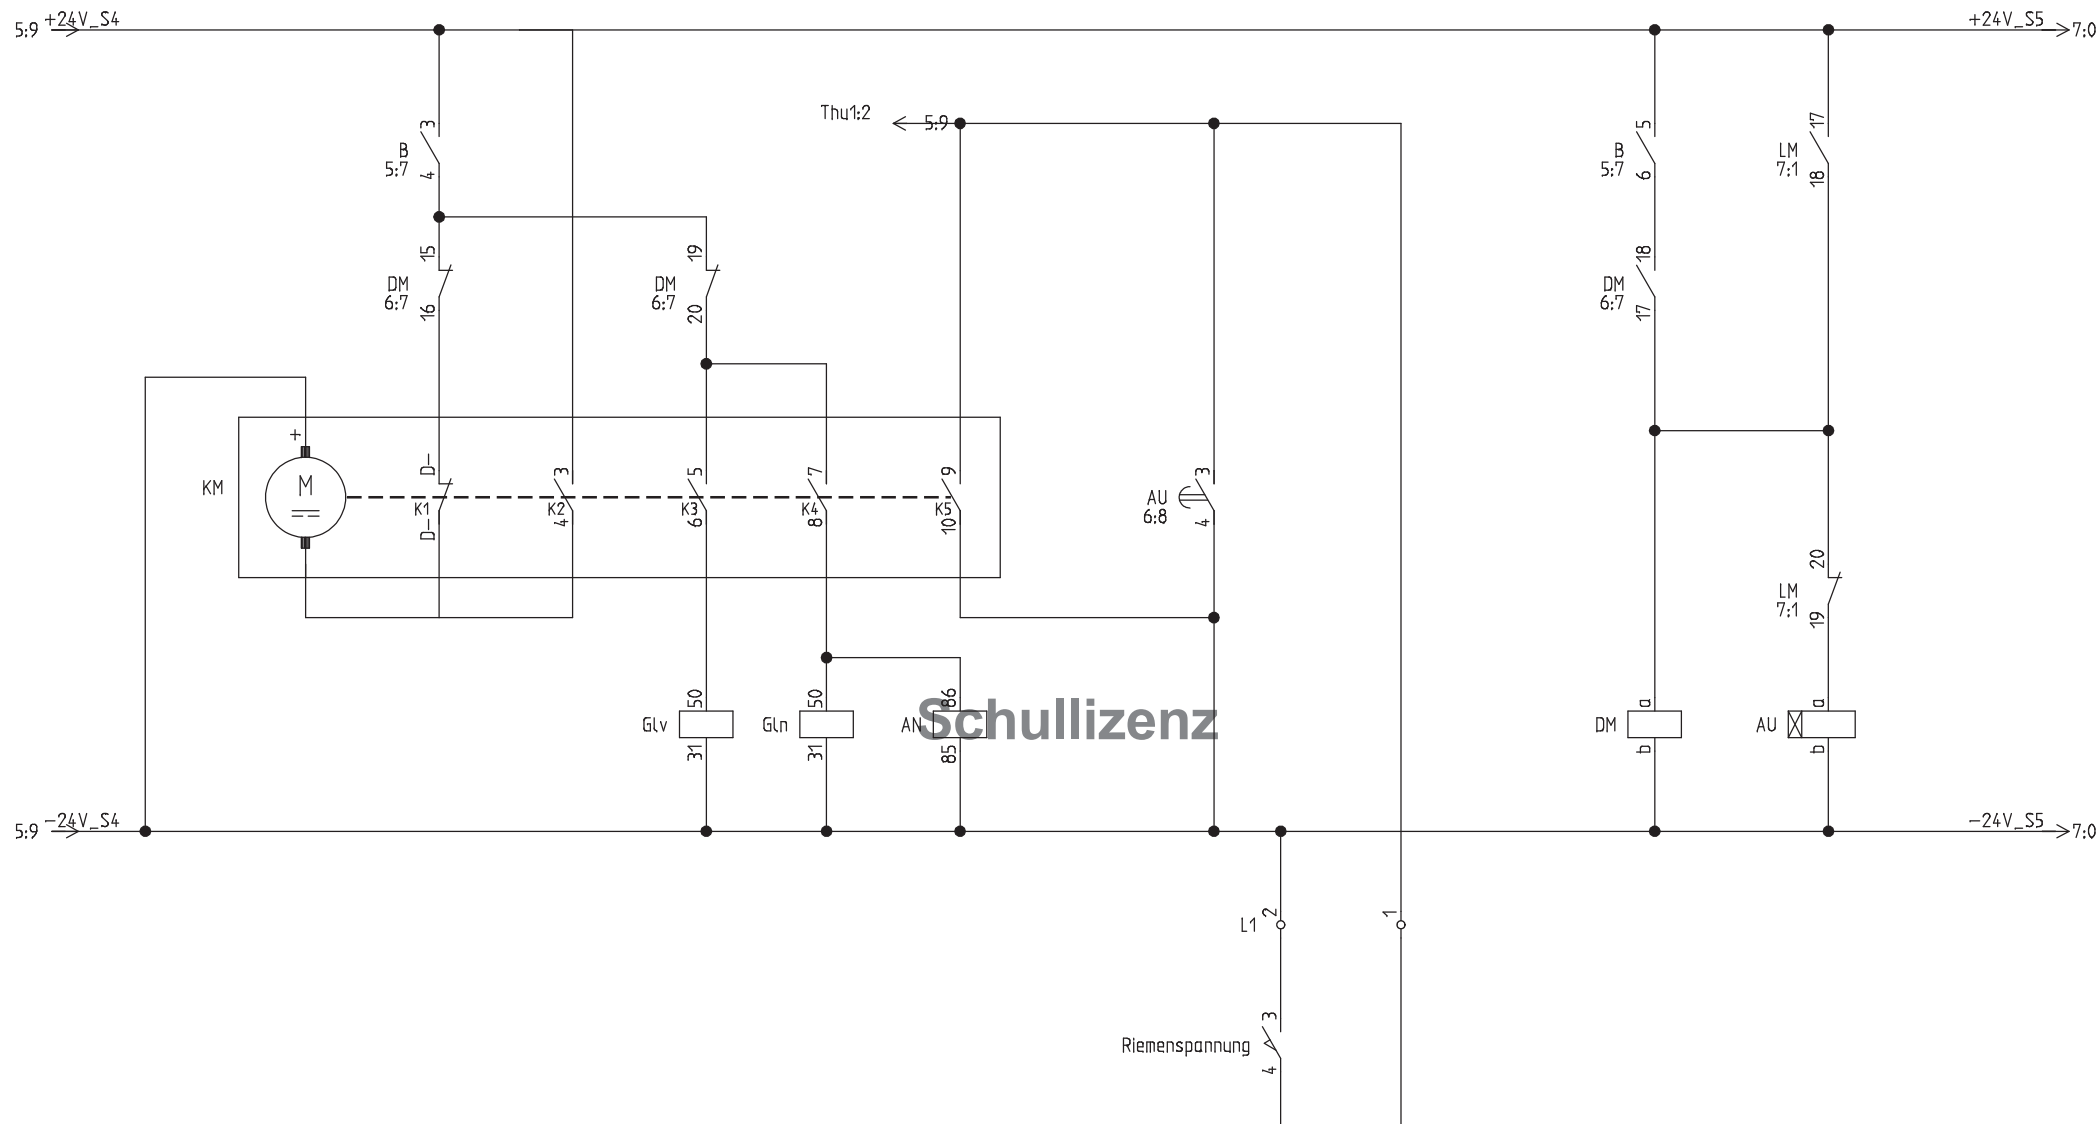 5:9 +24V_S4
+24V_S5 7:0
Thu1:2 5:9
3
B
5:7
4
5
B
5:7
6
17
LM
7:1
18
15
DM
6:7
16
19
DM
6:7
20
18
DM
6:7
17
KM
+
M
D-
K1
D-
3
K2
4
5
K3
6
7
K4
8
9
K5
10
3
AU
6:8
4
20
LM
7:1
19
50
Glv
31
50
Gln
31
86
AN
85
Schullizenz
a
DM
b
a
AU
b
5:9 -24V_S4
-24V_S5 7:0
L1 2
1
3
Riemenspannung
4